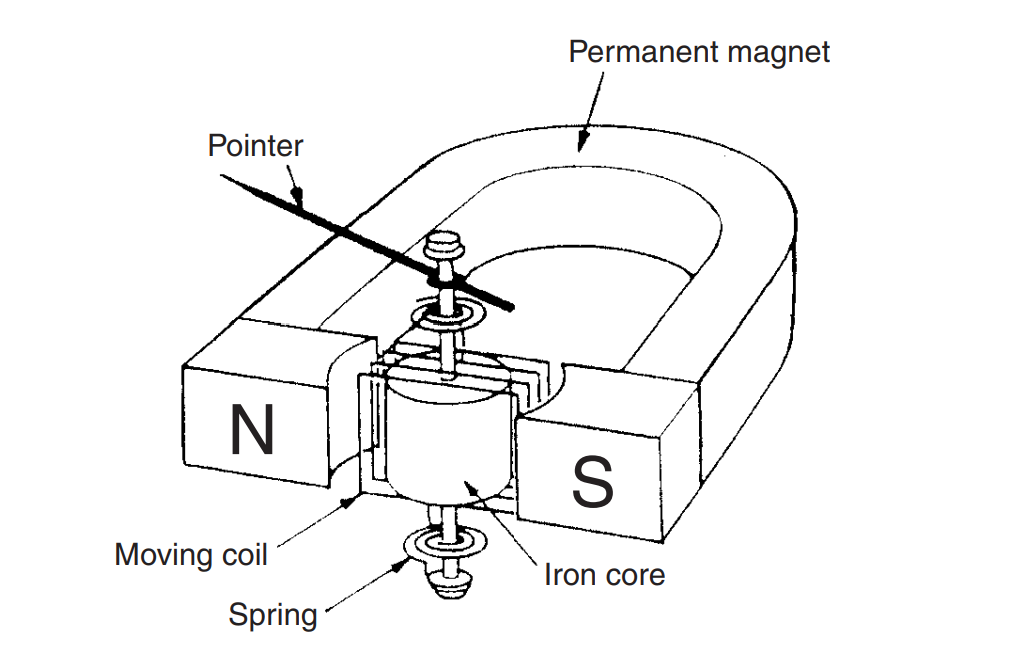 Permanent magnet
Pointer
N
S
Moving coil
Iron core
Spring